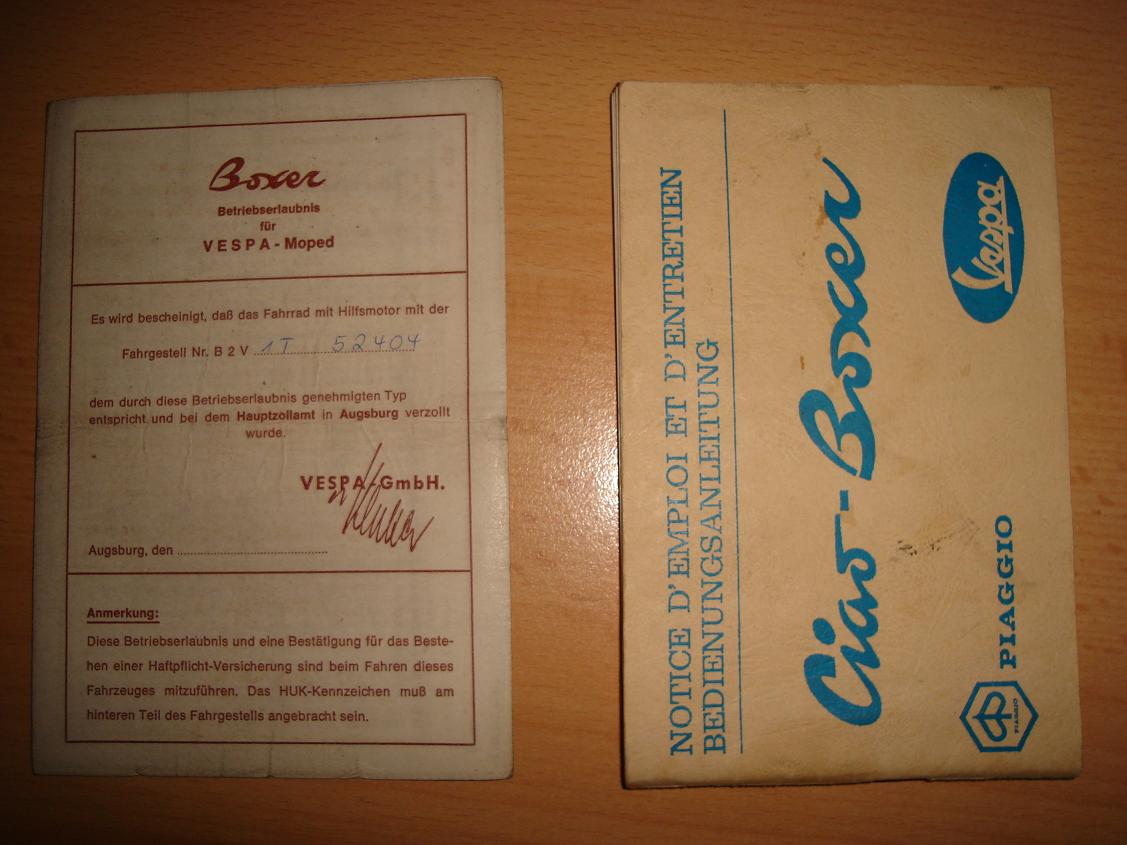 Boxer
Betriebserlaubnis
für
VESPA - Moped
Es wird bescheinigt, daß das Fahrrad mit Hilfsmotor mit der
Fahrgestell Nr. B 2 V 1T 52404
dem durch diese Betriebserlaubnis genehmigten Typ
entspricht und bei dem Hauptzollamt in Augsburg verzollt
wurde.
VESPA-GmbH.
Augsburg, den
Anmerkung:
Diese Betriebserlaubnis und eine Bestätigung für das Beste-
hen einer Haftpflicht-Versicherung sind beim Fahren dieses
Fahrzeuges mitzuführen. Das HUK-Kennzeichen muß am
hinteren Teil des Fahrgestells angebracht sein.
NOTICE D'EMPLOI ET D'ENTRETIEN
BEDIENUNGSANLEITUNG
Ciao-Boxer
PIAGGIO
PIAGGIO
Vespa